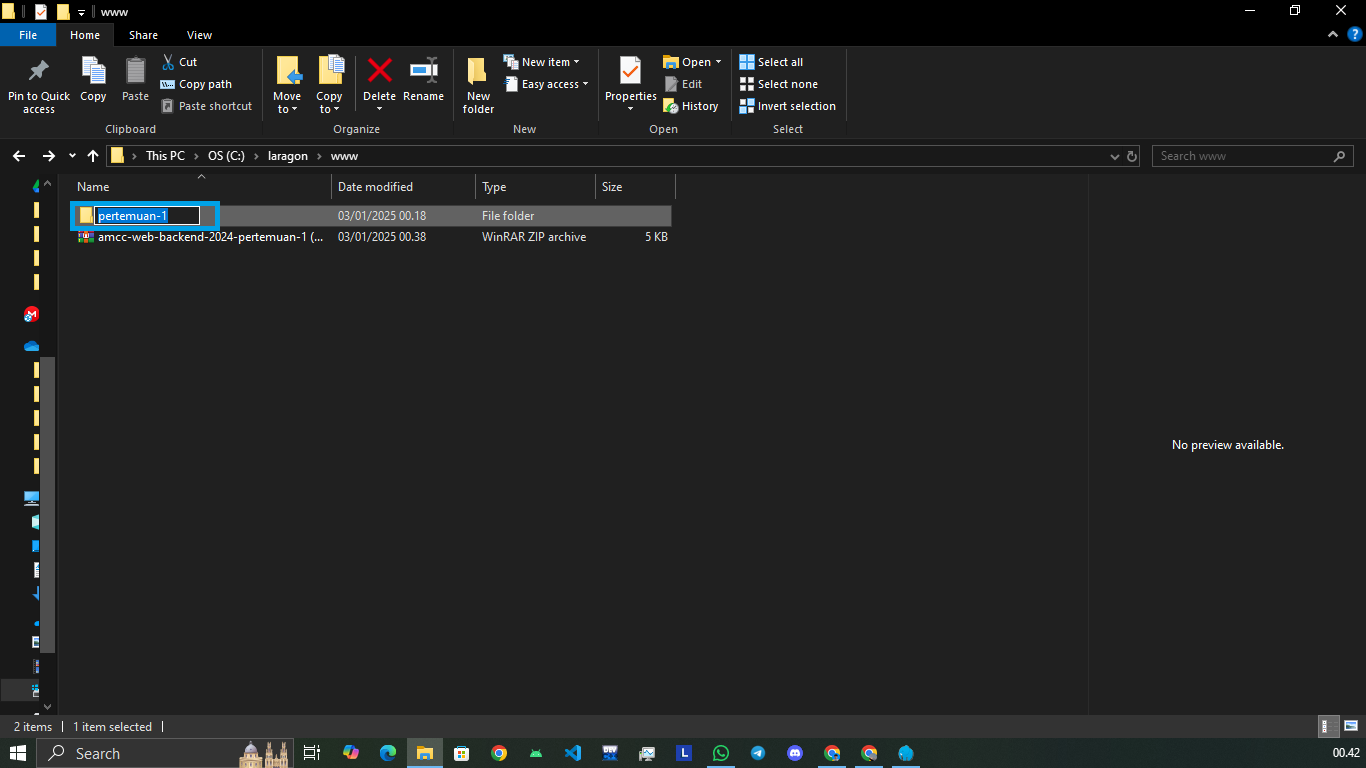 www
File Home Share View
Pin to Quick access
Copy
Paste
Cut
Copy path
Paste shortcut
Clipboard
Move to
Copy to
Delete
Rename
Organize
New folder
New item
Easy access
New
Properties
Open
Edit
History
Open
Select all
Select none
Invert selection
Select
This PC › OS (C:) › laragon › www
Search www
Name Date modified Type Size
pertemuan-1 03/01/2025 00.18 File folder
amcc-web-backend-2024-pertemuan-1 (... 03/01/2025 00.38 WinRAR ZIP archive 5 KB
No preview available.
2 items 1 item selected
Search
L
00.42